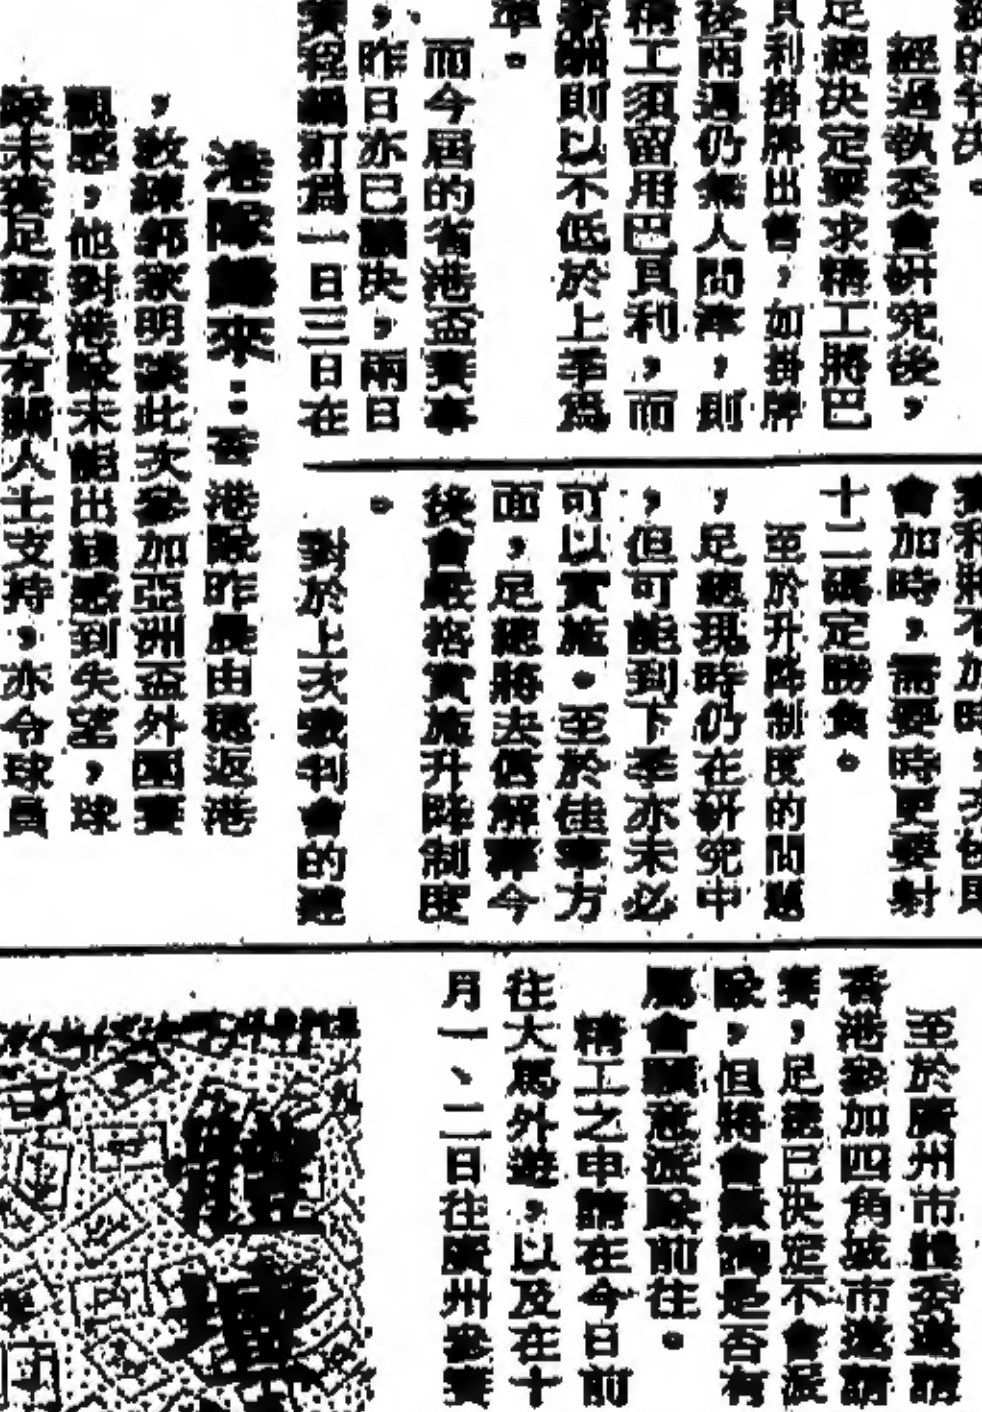 的判決。
經過執委會研究後，
足總決定要求精工將巴
貝利掛牌出售，如掛牌
後兩週仍無人問津，則
精工須留用巴貝利，而
薪酬則以不低於上季為
準。
而今屆的省港盃賽事
，昨日亦已議決，兩日
賽程編訂為一日三日在
賽利將不加時，
會加時，需要時更要射
十二碼定勝負。
至於升降制度的問題
，足總現時仍在研究中
，但可能到下季亦未必
可以實施。至於佳寧方
面，足總將去信解釋今
後會嚴格實施升降制度
。
對於上次裁判會的
港隊歸來：香港隊昨晨由穗返港
，教練郭家明談此次參加亞洲盃外圍賽
觀感，他對港隊未能出線感到失望，球
隊未獲足總及有關人士支持，亦令球員
至於廣州市體委邀請
香港參加四角城市邀請
賽，足總已決定不會派
隊，但將會徵詢是否有
屬會願意派隊前往。
精工之申請在今日前
往大馬外遊，以及在十
月一、二日往廣州參賽
體壇